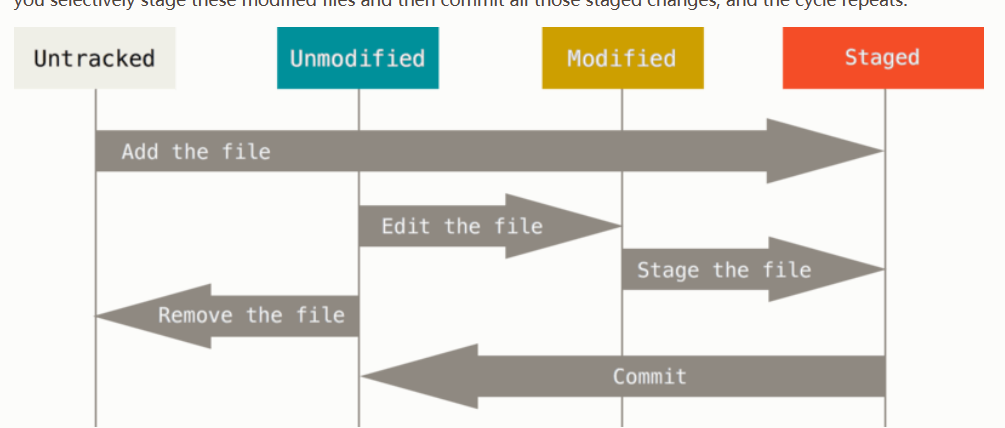 you selectively stage these modified files and then commit all those staged changes, and the cycle repeats.
Untracked
Unmodified
Modified
Staged
Add the file
Edit the file
Stage the file
Remove the file
Commit